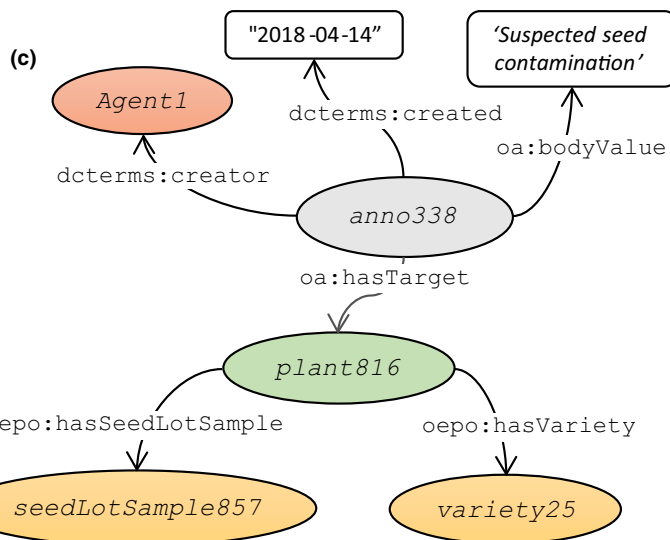 (c)
"2018-04-14”
‘Suspected seed
contamination’
Agent1
dcterms:created
oa:bodyValue
dcterms:creator
anno338
oa:hasTarget
plant816
epo:hasSeedLotSample
oepo:hasVariety
seedLotSample857
variety25